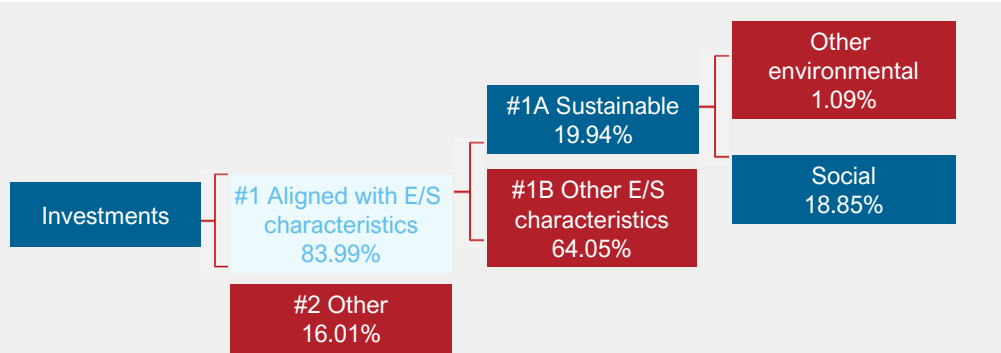 Investments
#1 Aligned with E/S
characteristics
83.99%
#2 Other
16.01%
#1A Sustainable
19.94%
#1B Other E/S
characteristics
64.05%
Other
environmental
1.09%
Social
18.85%